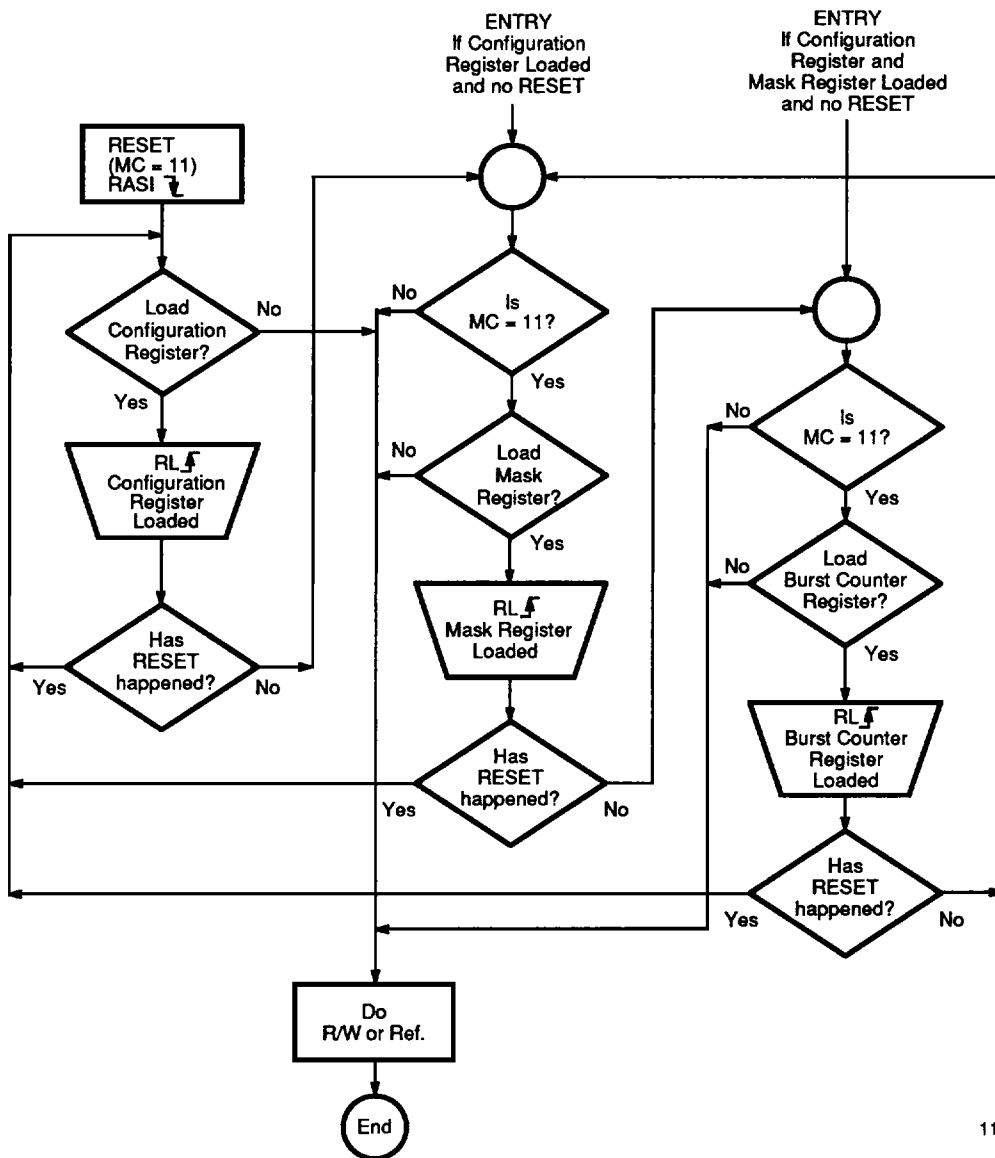 ENTRY
If Configuration
Register Loaded
and no RESET
ENTRY
If Configuration
Register and
Mask Register Loaded
and no RESET
RESET
(MC = 11)
RASI
Load
Configuration
Register?
No
Yes
RL
Configuration
Register
Loaded
Has
RESET
happened?
Yes
No
Is
MC = 11?
No
Yes
Load
Mask
Register?
No
Yes
RL
Mask Register
Loaded
Has
RESET
happened?
Yes
No
Is
MC = 11?
No
Yes
Load
Burst Counter
Register?
No
Yes
RL
Burst Counter
Register
Loaded
Has
RESET
happened?
Yes
No
Do
R/W or Ref.
End
11